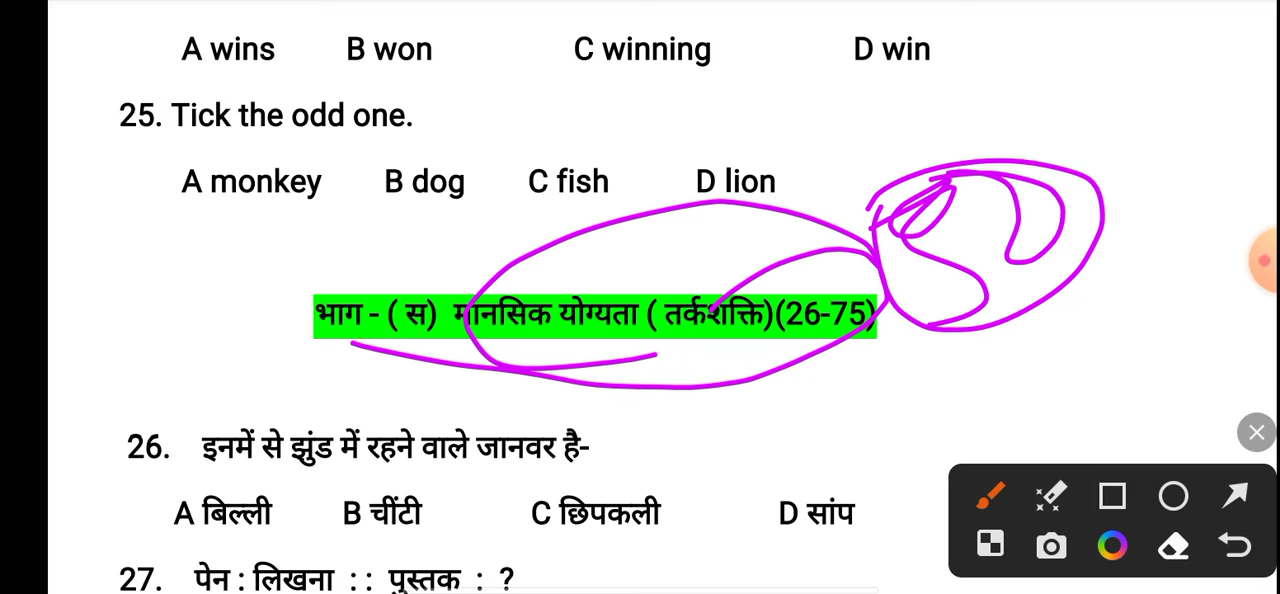 A wins B won C winning D win
25. Tick the odd one.
A monkey B dog C fish D lion
50
भाग - ( स) मानसिक योग्यता ( तर्कशक्ति)(26-75)
26. इनमें से झुंड में रहने वाले जानवर है-
A बिल्ली B चींटी C छिपकली D सांप
27. पेन : लिखना : : पुस्तक : ?